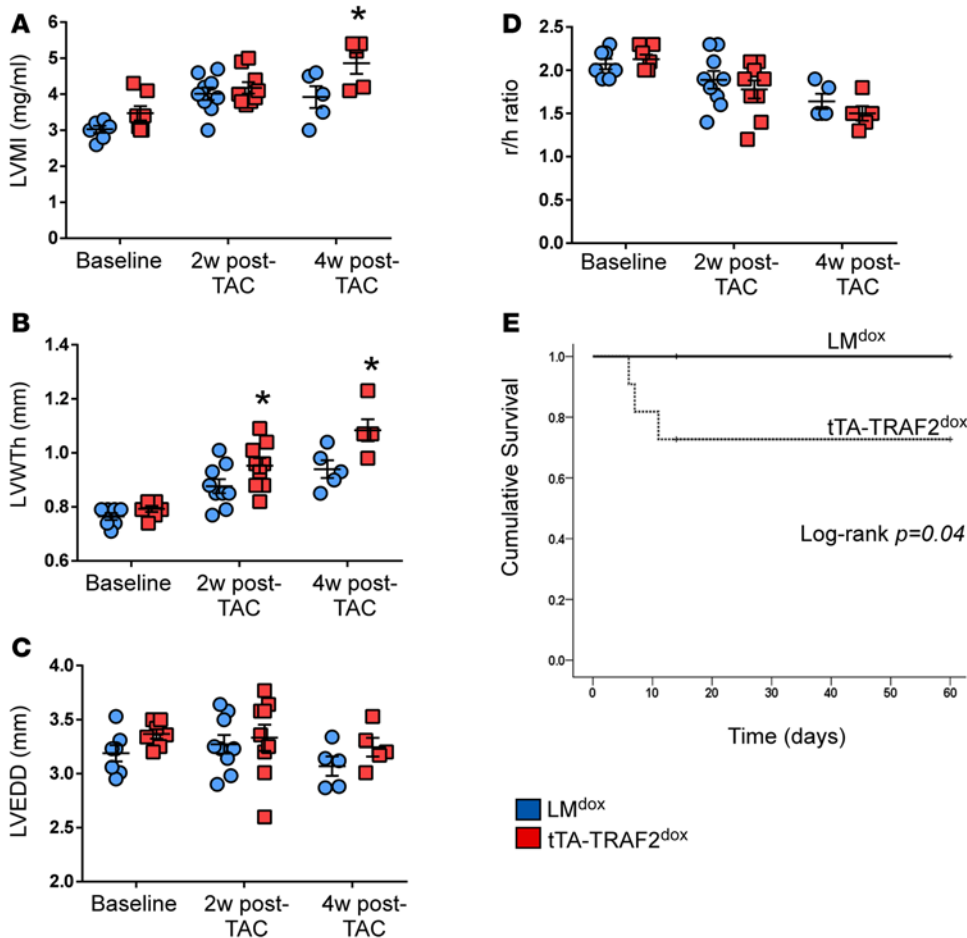 A
LVMI (mg/ml)
6
5
4
3
2
1
0
*
Baseline
2w post-
TAC
4w post-
TAC
B
LVWTh (mm)
1.4
1.2
1.0
0.8
0.6
*
*
Baseline
2w post-
TAC
4w post-
TAC
C
LVEDD (mm)
4.0
3.5
3.0
2.5
2.0
Baseline
2w post-
TAC
4w post-
TAC
D
r/h ratio
2.5
2.0
1.5
1.0
0.5
0.0
Baseline
2w post-
TAC
4w post-
TAC
E
Cumulative Survival
1.0
0.8
0.6
0.4
0.2
0.0
LMdox
tTA-TRAF2dox
Log-rank p=0.04
0 10 20 30 40 50 60
Time (days)
LMdox
tTA-TRAF2dox